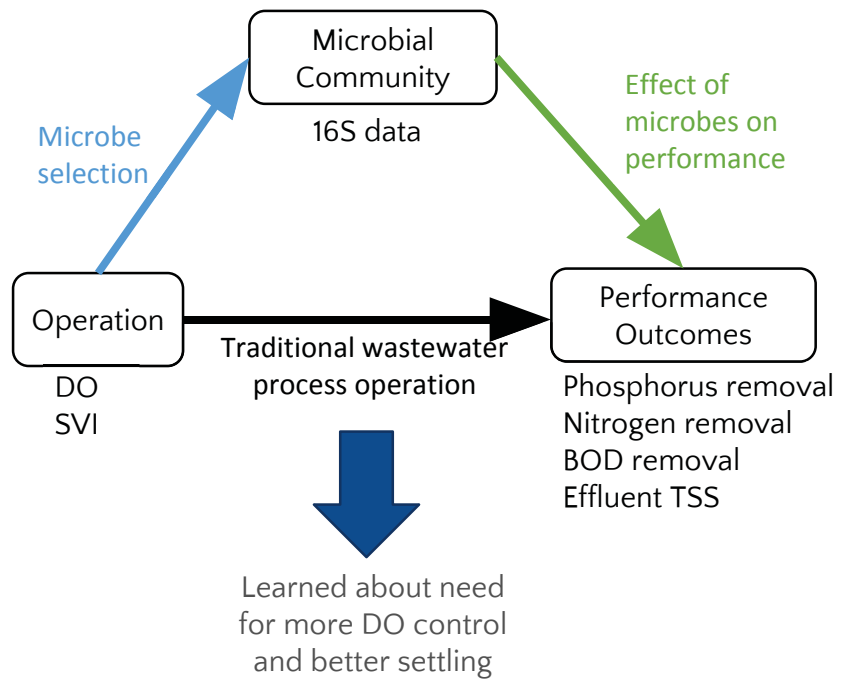 Microbial
Community
16S data
Microbe
selection
Effect of
microbes on
performance
Operation
DO
SVI
Traditional wastewater
process operation
Performance
Outcomes
Phosphorus removal
Nitrogen removal
BOD removal
Effluent TSS
Learned about need
for more DO control
and better settling